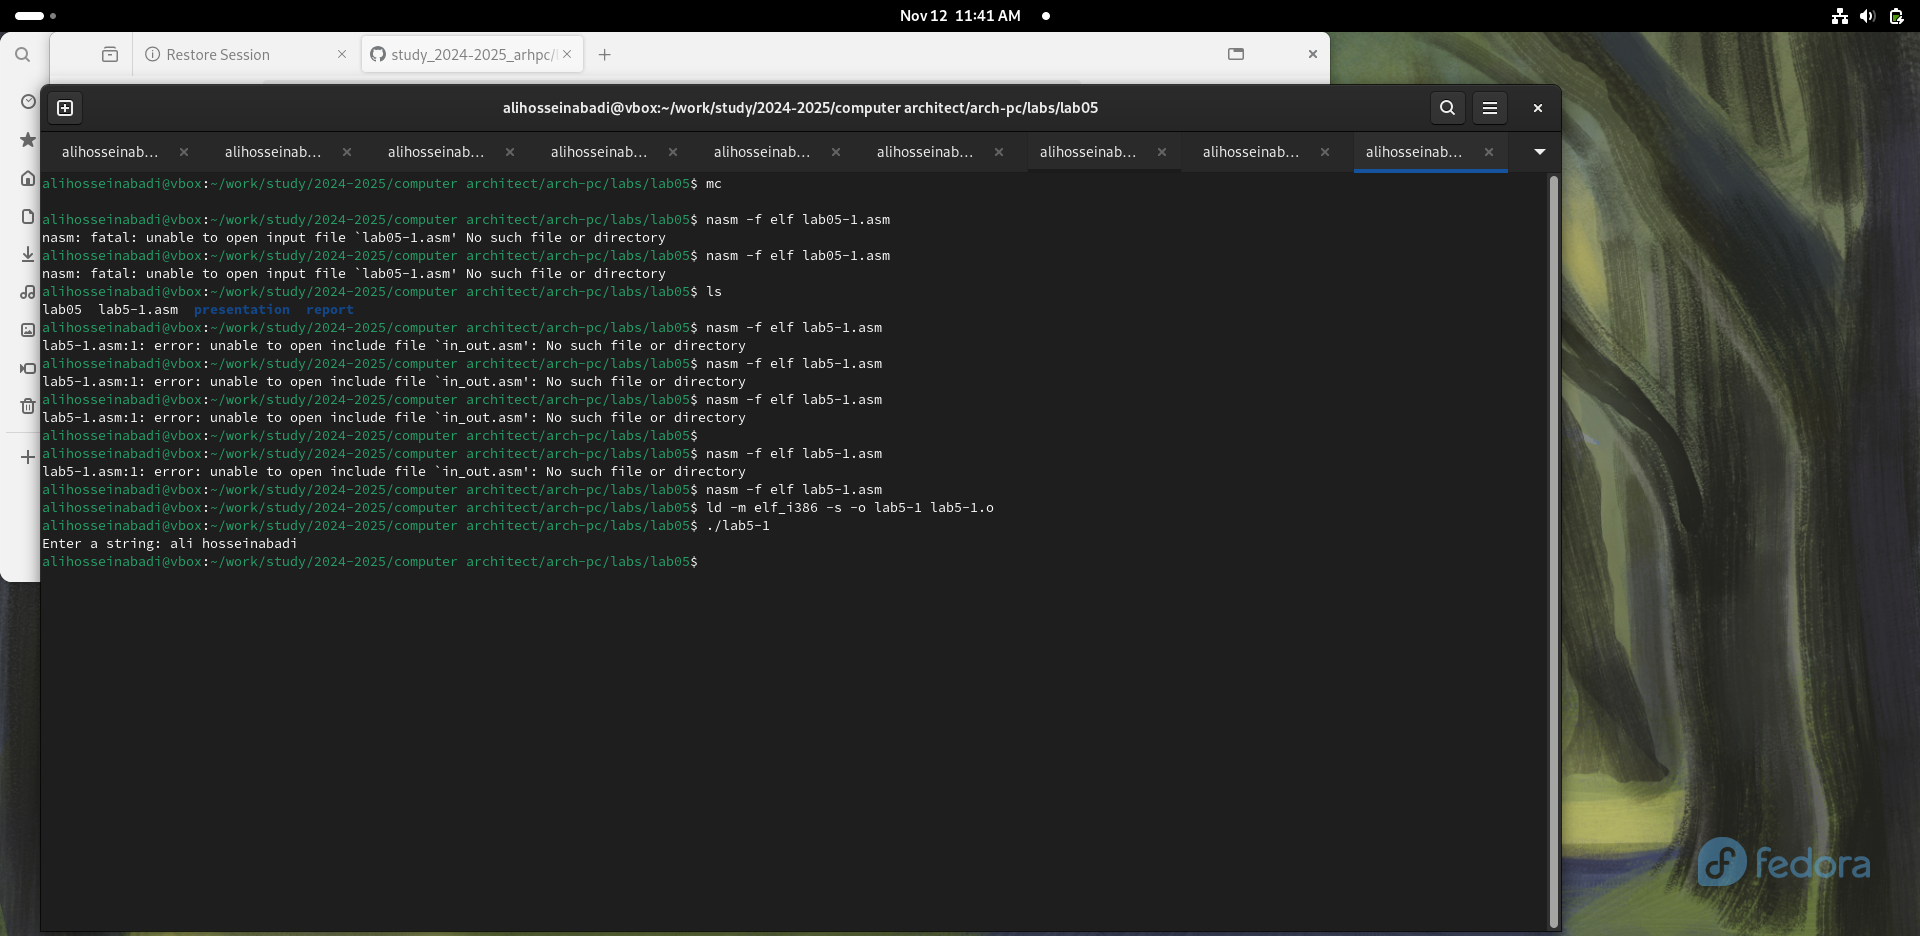 Nov 12 11:41 AM
Restore Session
study_2024-2025_arhpc/
alihosseinabadi@vbox:~/work/study/2024-2025/computer architect/arch-pc/labs/lab05
alihosseinab... alihosseinab... alihosseinab... alihosseinab... alihosseinab... alihosseinab... alihosseinab... alihosseinab... alihosseinab...
alihosseinabadi@vbox:~/work/study/2024-2025/computer architect/arch-pc/labs/lab05$ mc
alihosseinabadi@vbox:~/work/study/2024-2025/computer architect/arch-pc/labs/lab05$ nasm -f elf lab05-1.asm
nasm: fatal: unable to open input file `lab05-1.asm' No such file or directory
alihosseinabadi@vbox:~/work/study/2024-2025/computer architect/arch-pc/labs/lab05$ nasm -f elf lab05-1.asm
nasm: fatal: unable to open input file `lab05-1.asm' No such file or directory
alihosseinabadi@vbox:~/work/study/2024-2025/computer architect/arch-pc/labs/lab05$ ls
lab05  lab5-1.asm  presentation  report
alihosseinabadi@vbox:~/work/study/2024-2025/computer architect/arch-pc/labs/lab05$ nasm -f elf lab5-1.asm
lab5-1.asm:1: error: unable to open include file `in_out.asm': No such file or directory
alihosseinabadi@vbox:~/work/study/2024-2025/computer architect/arch-pc/labs/lab05$ nasm -f elf lab5-1.asm
lab5-1.asm:1: error: unable to open include file `in_out.asm': No such file or directory
alihosseinabadi@vbox:~/work/study/2024-2025/computer architect/arch-pc/labs/lab05$ nasm -f elf lab5-1.asm
lab5-1.asm:1: error: unable to open include file `in_out.asm': No such file or directory
alihosseinabadi@vbox:~/work/study/2024-2025/computer architect/arch-pc/labs/lab05$
alihosseinabadi@vbox:~/work/study/2024-2025/computer architect/arch-pc/labs/lab05$ nasm -f elf lab5-1.asm
lab5-1.asm:1: error: unable to open include file `in_out.asm': No such file or directory
alihosseinabadi@vbox:~/work/study/2024-2025/computer architect/arch-pc/labs/lab05$ nasm -f elf lab5-1.asm
alihosseinabadi@vbox:~/work/study/2024-2025/computer architect/arch-pc/labs/lab05$ ld -m elf_i386 -s -o lab5-1 lab5-1.o
alihosseinabadi@vbox:~/work/study/2024-2025/computer architect/arch-pc/labs/lab05$ ./lab5-1
Enter a string: ali hosseinabadi
alihosseinabadi@vbox:~/work/study/2024-2025/computer architect/arch-pc/labs/lab05$
fedora